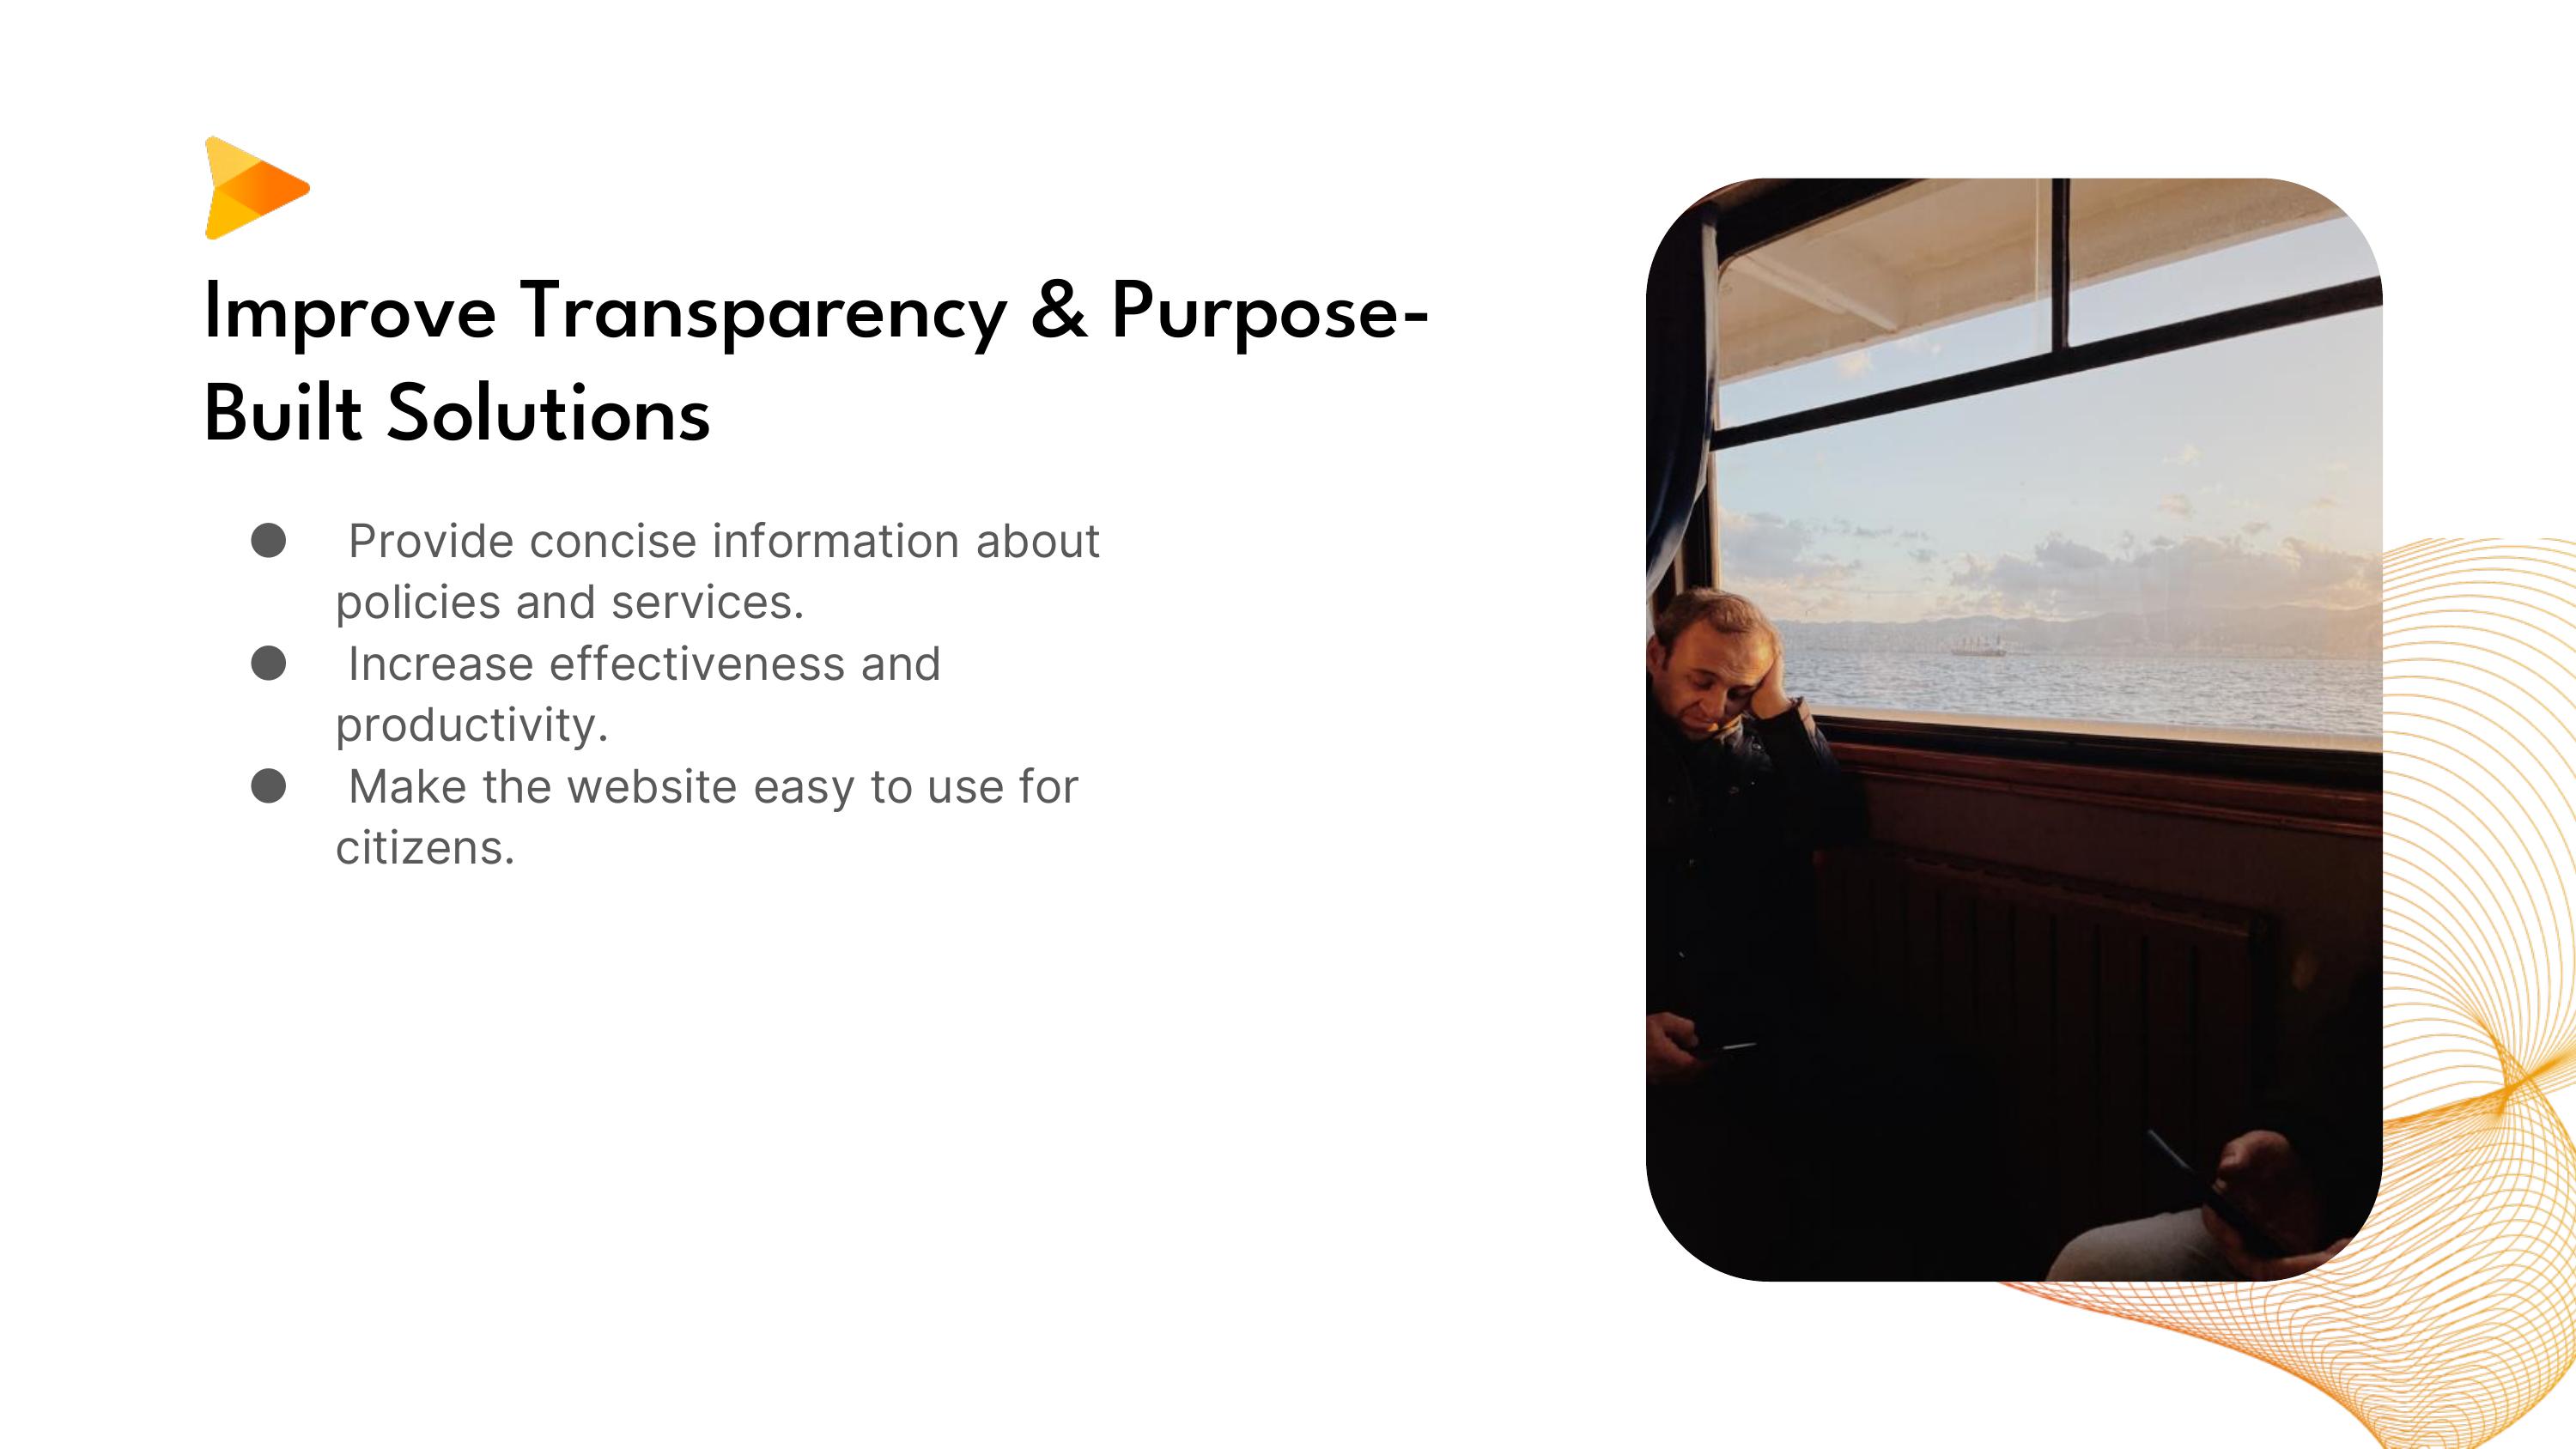 Improve Transparency & Purpose-
Built Solutions
● Provide concise information about
policies and services.
● Increase effectiveness and
productivity.
● Make the website easy to use for
citizens.